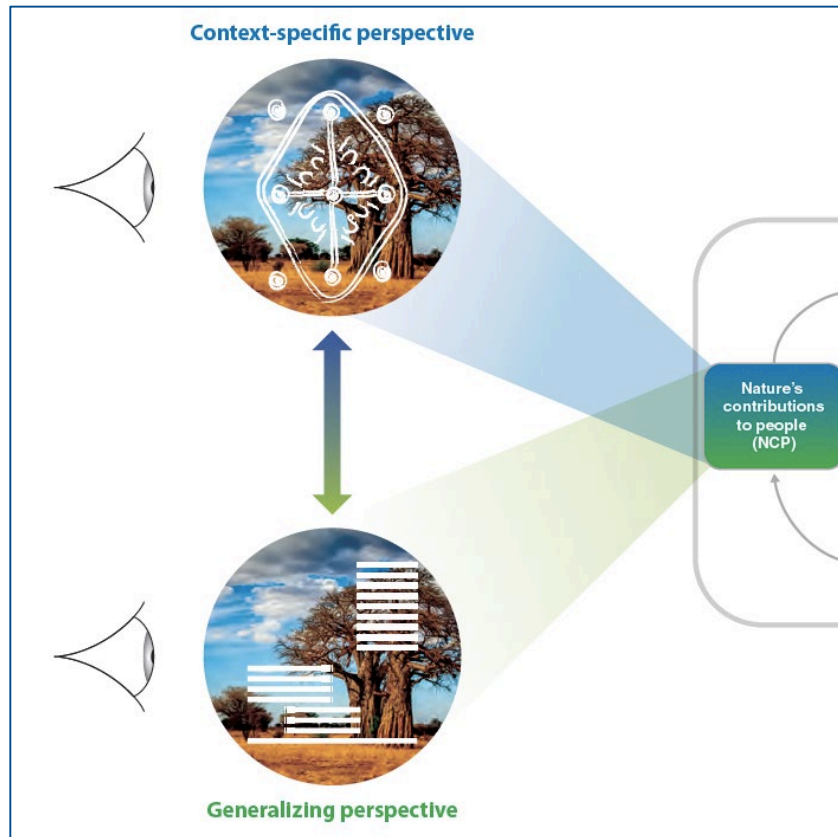 Context-specific perspective
Nature's
contributions
to people
(NCP)
Generalizing perspective